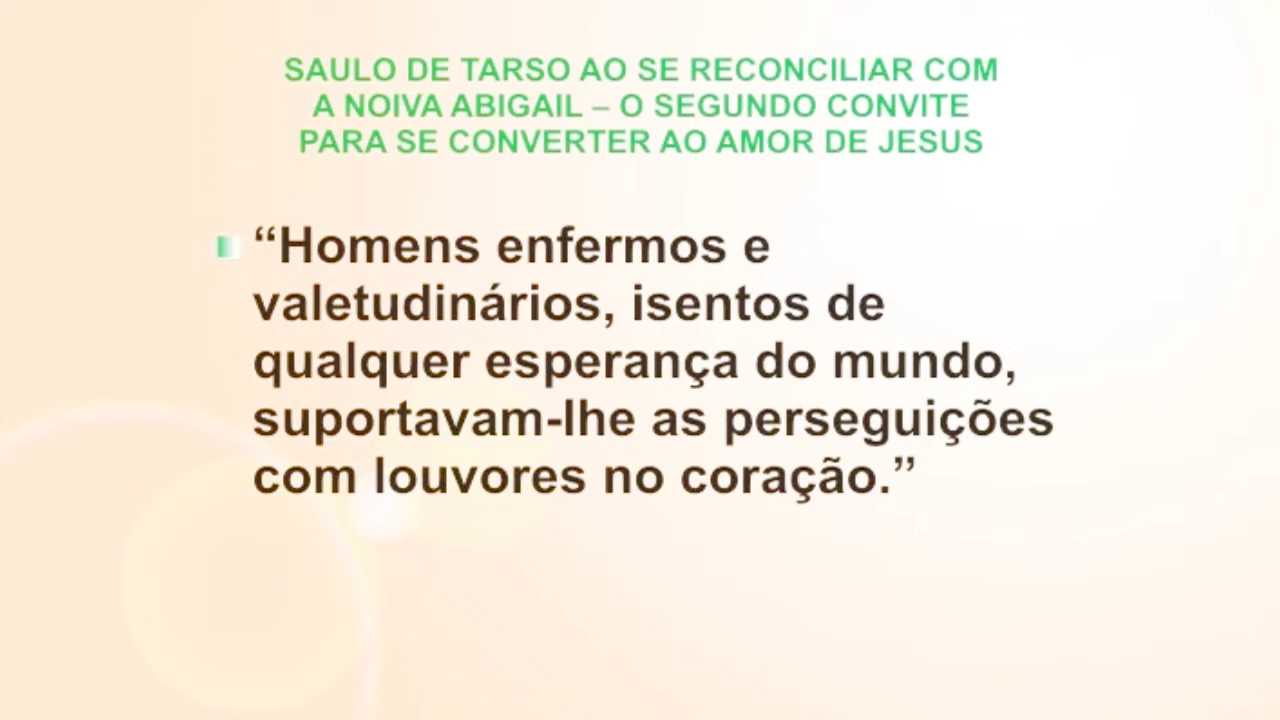 SAULO DE TARSO AO SE RECONCILIAR COM
A NOIVA ABIGAIL – O SEGUNDO CONVITE
PARA SE CONVERTER AO AMOR DE JESUS
“Homens enfermos e
valetudinários, isentos de
qualquer esperança do mundo,
suportavam-lhe as perseguições
com louvores no coração.”